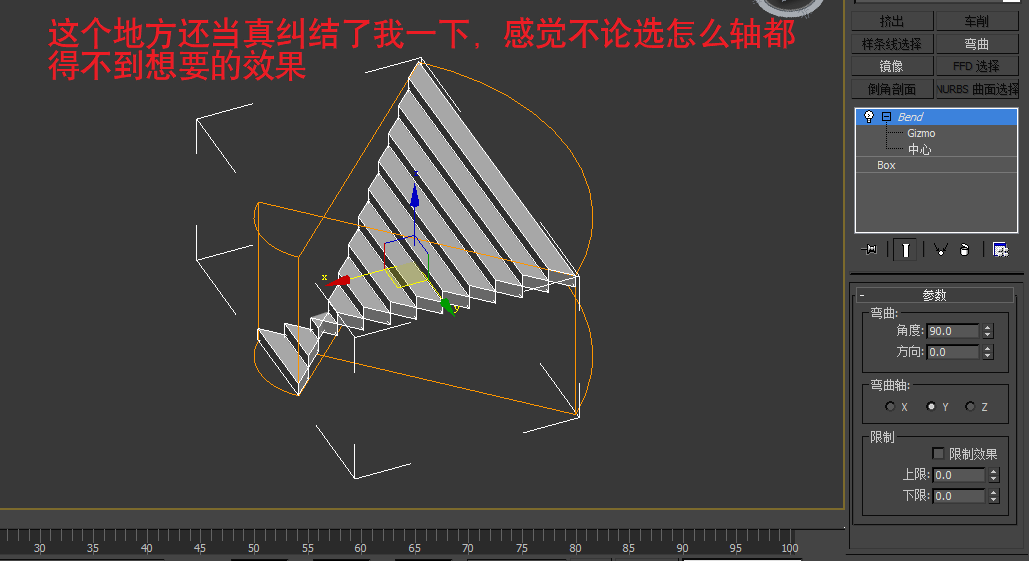 这个地方还当真纠结了我一下，感觉不论选怎么轴都
得不到想要的效果
挤出 车削
样条线选择 弯曲
镜像 FFD 选择
倒角剖面 NURBS 曲面选择
Bend
Gizmo
中心
Box
x
y
- 参数
弯曲:
角度: 90.0
方向: 0.0
弯曲轴:
X Y Z
限制
限制效果
上限: 0.0
下限: 0.0
30 35 40 45 50 55 60 65 70 75 80 85 90 95 100